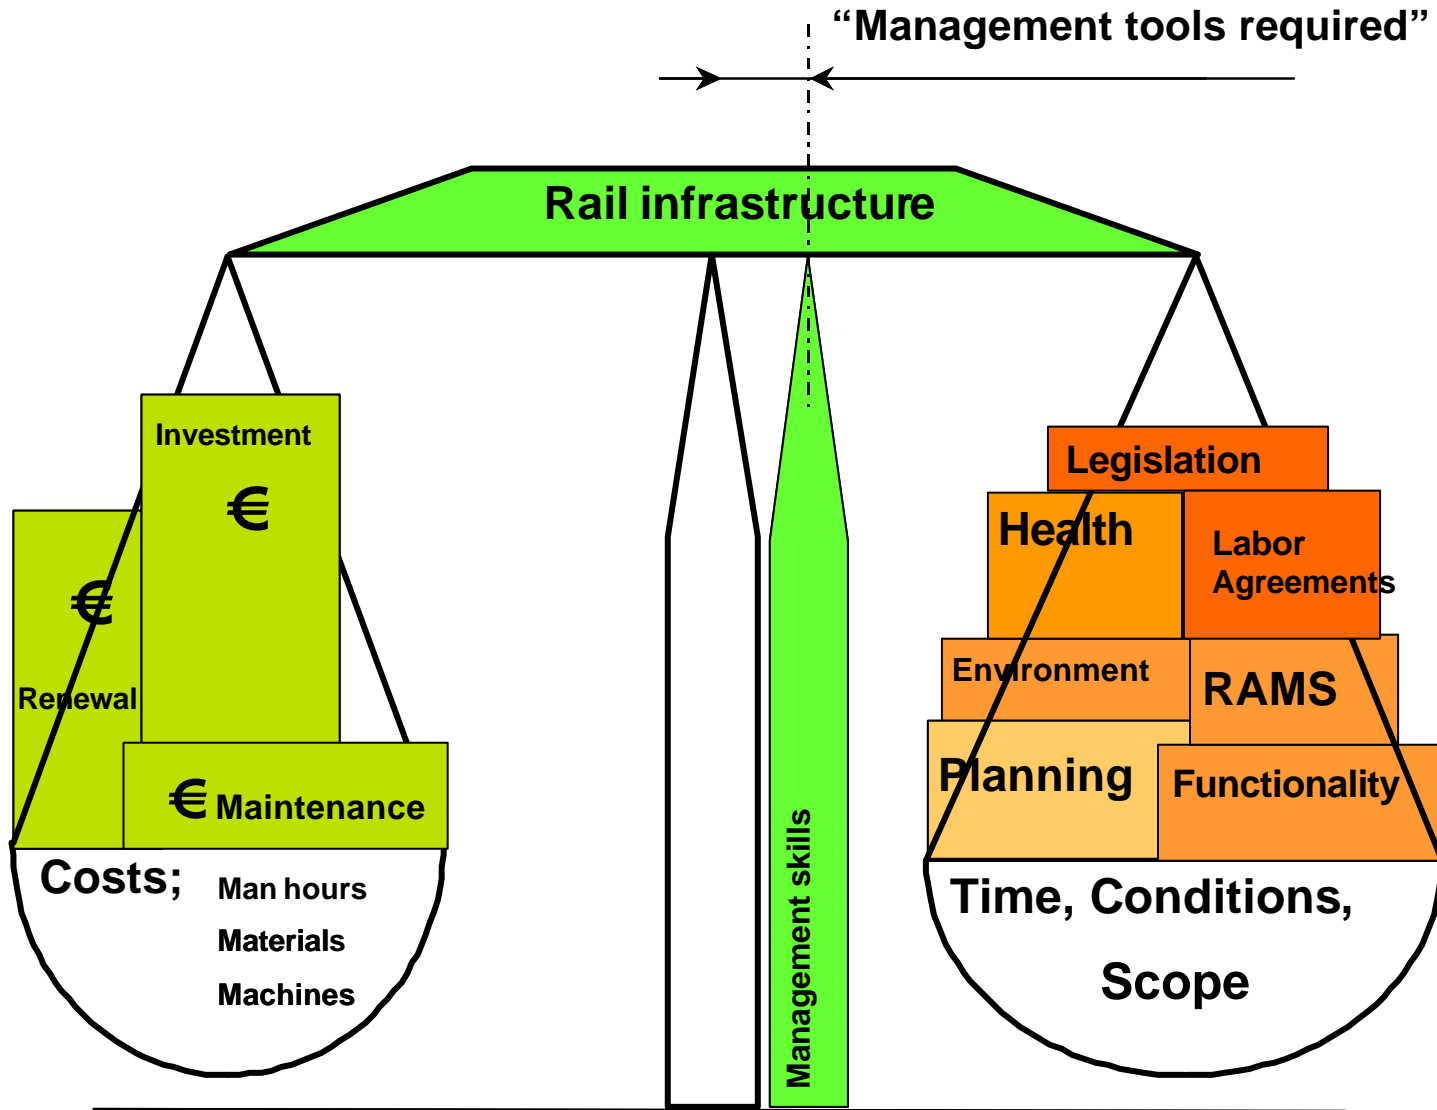 “Management tools required”
Rail infrastructure
Investment
€
€
Renewal
€ Maintenance
Costs;
Man hours
Materials
Machines
Management skills
Legislation
Health
Labor
Agreements
Environment
RAMS
Planning
Functionality
Time, Conditions,
Scope